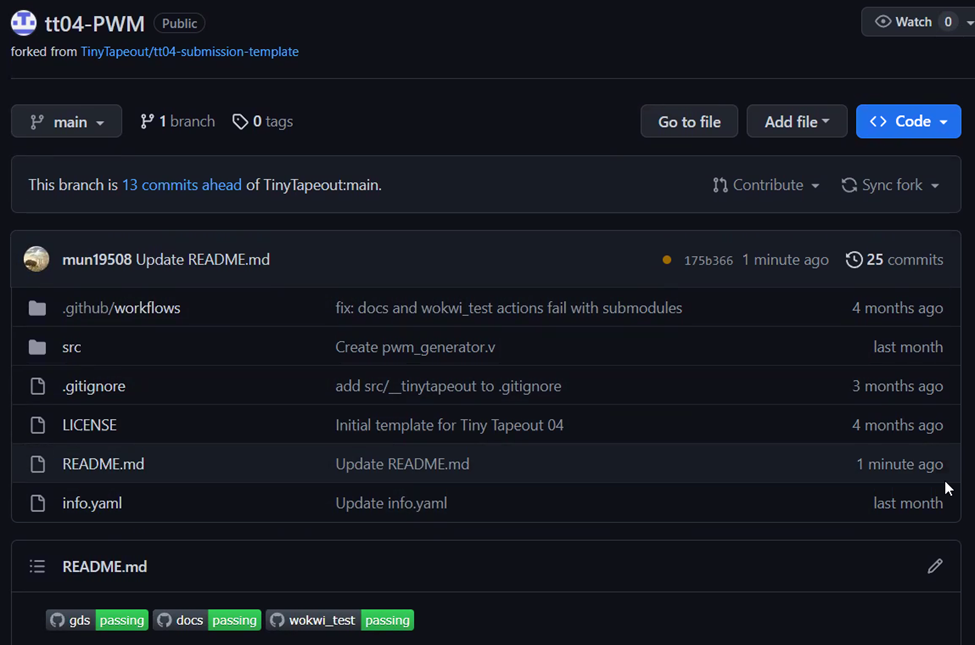 tt04-PWM Public Watch 0
forked from TinyTapeout/tt04-submission-template
main 1 branch 0 tags Go to file Add file Code
This branch is 13 commits ahead of TinyTapeout:main. Contribute Sync fork
mun19508 Update README.md 175b366 1 minute ago 25 commits
.github/workflows fix: docs and wokwi_test actions fail with submodules 4 months ago
src Create pwm_generator.v last month
.gitignore add src/__tinytapeout to .gitignore 3 months ago
LICENSE Initial template for Tiny Tapeout 04 4 months ago
README.md Update README.md 1 minute ago
info.yaml Update info.yaml last month
README.md
gds passing docs passing wokwi_test passing